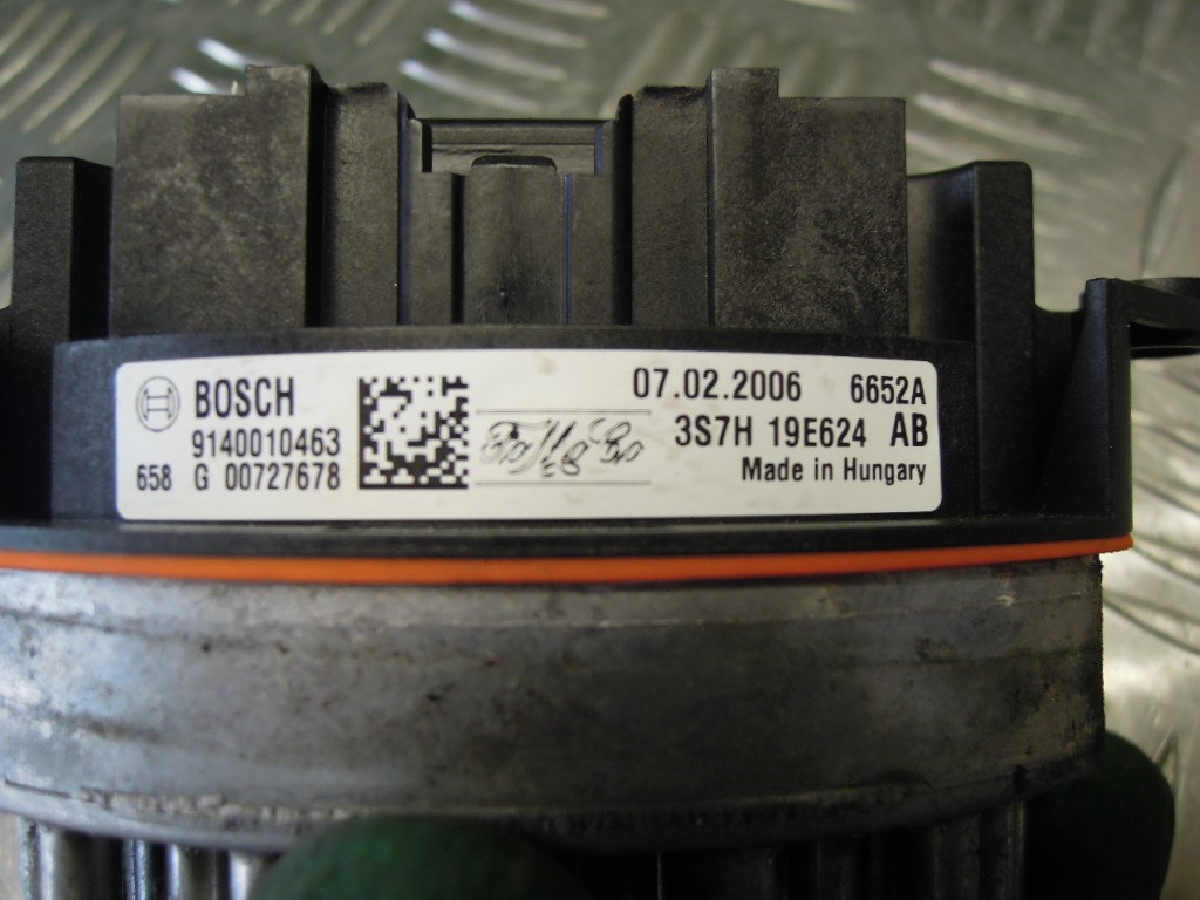 BOSCH
9140010463
658 G 00727678
07.02.2006 6652A
3S7H 19E624 AB
Made in Hungary